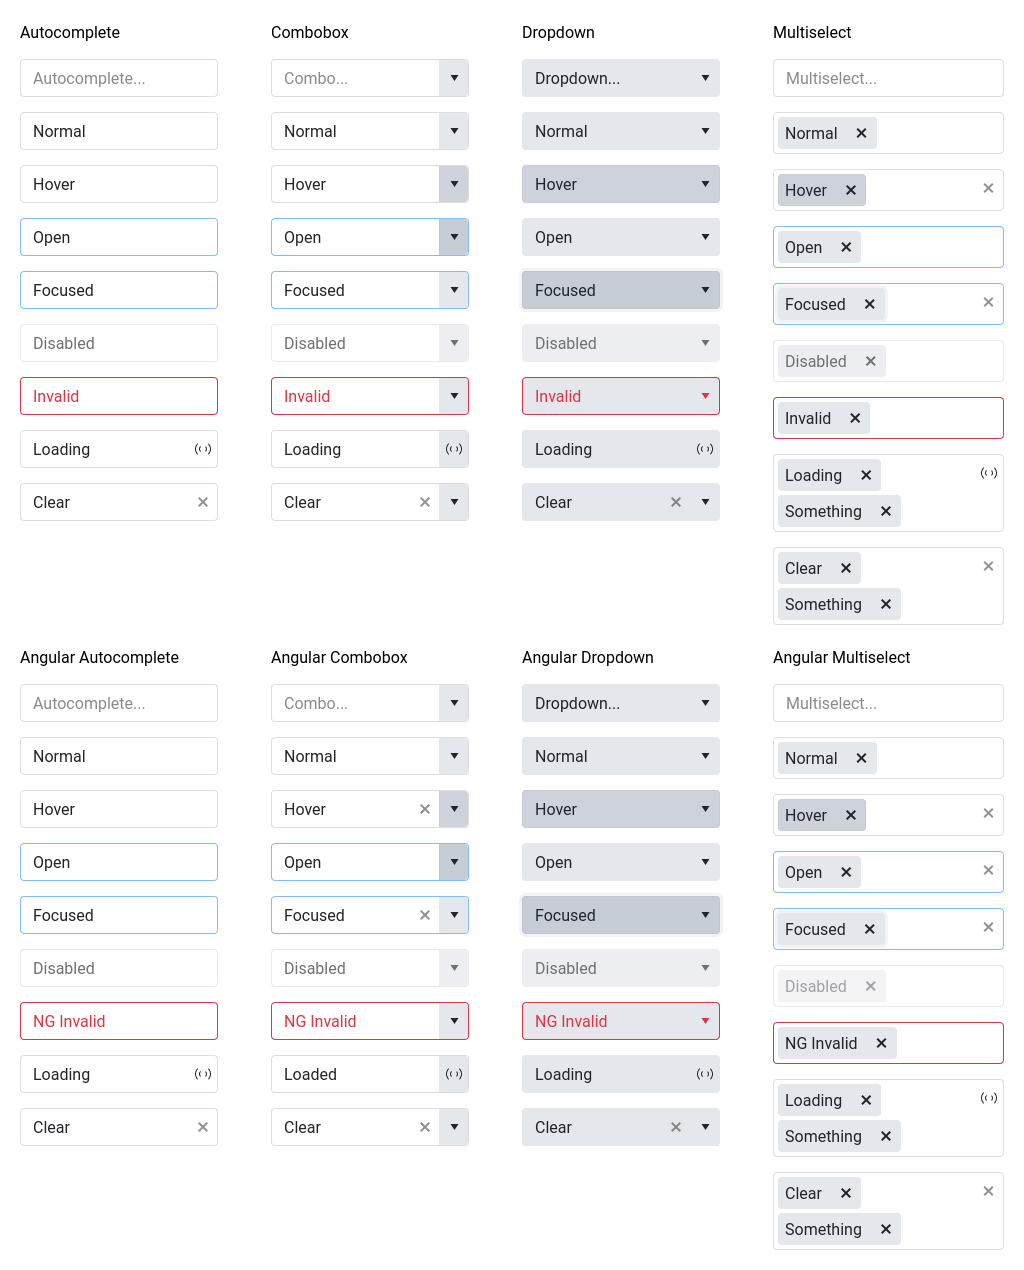 Autocomplete
Autocomplete...
Normal
Hover
Open
Focused
Disabled
Invalid
Loading
Clear
Combobox
Combo...
Normal
Hover
Open
Focused
Disabled
Invalid
Loading
Clear
Dropdown
Dropdown...
Normal
Hover
Open
Focused
Disabled
Invalid
Loading
Clear
Multiselect
Multiselect...
Normal
Hover
Open
Focused
Disabled
Invalid
Loading
Something
Clear
Something
Angular Autocomplete
Autocomplete...
Normal
Hover
Open
Focused
Disabled
NG Invalid
Loading
Clear
Angular Combobox
Combo...
Normal
Hover
Open
Focused
Disabled
NG Invalid
Loaded
Clear
Angular Dropdown
Dropdown...
Normal
Hover
Open
Focused
Disabled
NG Invalid
Loading
Clear
Angular Multiselect
Multiselect...
Normal
Hover
Open
Focused
Disabled
NG Invalid
Loading
Something
Clear
Something